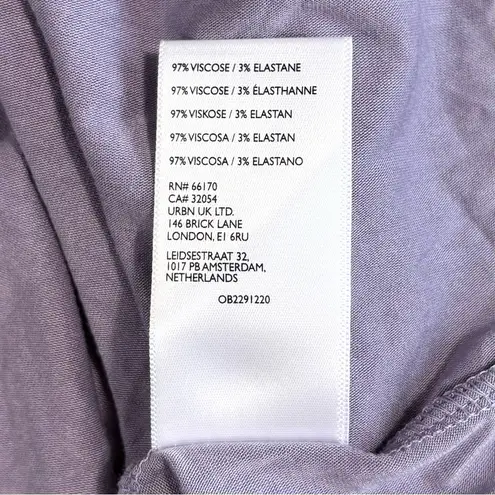 97% VISCOSE / 3% ELASTANE
97% VISCOSE / 3% ÉLASTHANNE
97% VISKOSE / 3% ELASTAN
97% VISCOSA / 3% ELASTAN
97% VISCOSA / 3% ELASTANO
RN# 66170
CA# 32054
URBN UK LTD.
146 BRICK LANE
LONDON, E1 6RU
LEIDSESTRAAT 32,
1017 PB AMSTERDAM,
NETHERLANDS
OB2291220